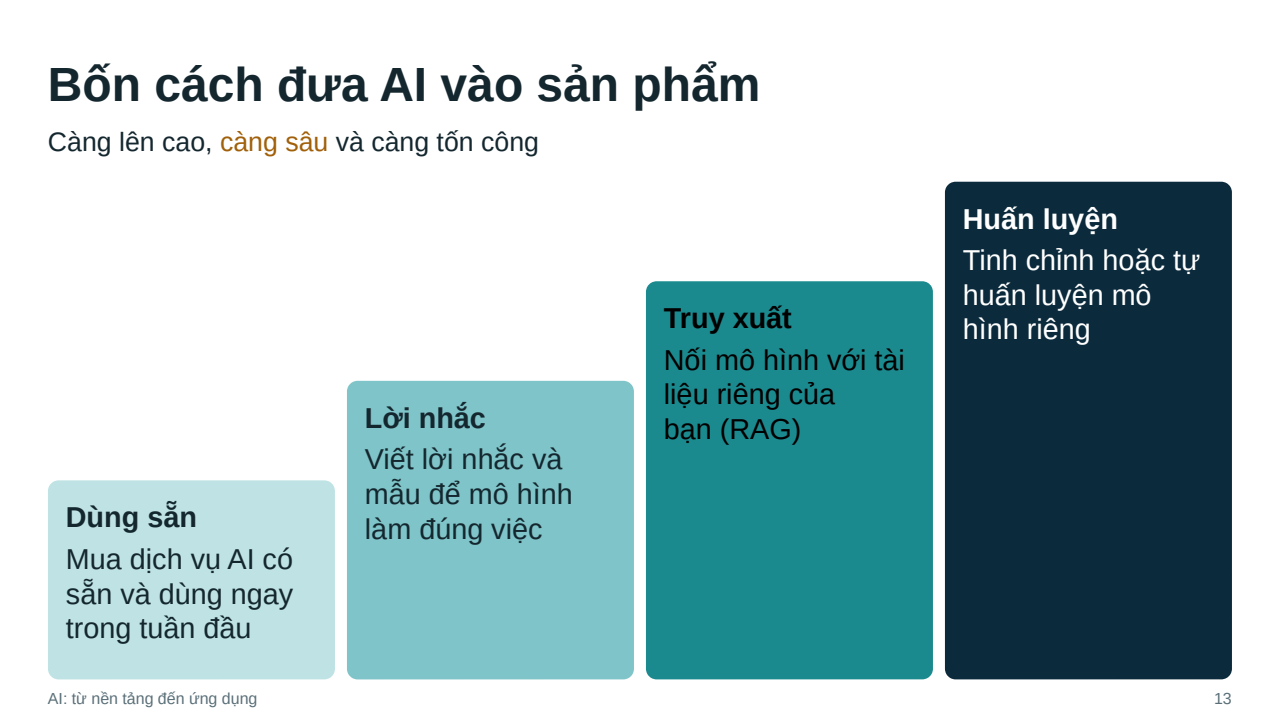 Bốn cách đưa AI vào sản phẩm
Càng lên cao, càng sâu và càng tốn công
Dùng sẵn
Mua dịch vụ AI có
sẵn và dùng ngay
trong tuần đầu
Lời nhắc
Viết lời nhắc và
mẫu để mô hình
làm đúng việc
Truy xuất
Nối mô hình với tài
liệu riêng của
bạn (RAG)
Huấn luyện
Tinh chỉnh hoặc tự
huấn luyện mô
hình riêng
AI: từ nền tảng đến ứng dụng
13